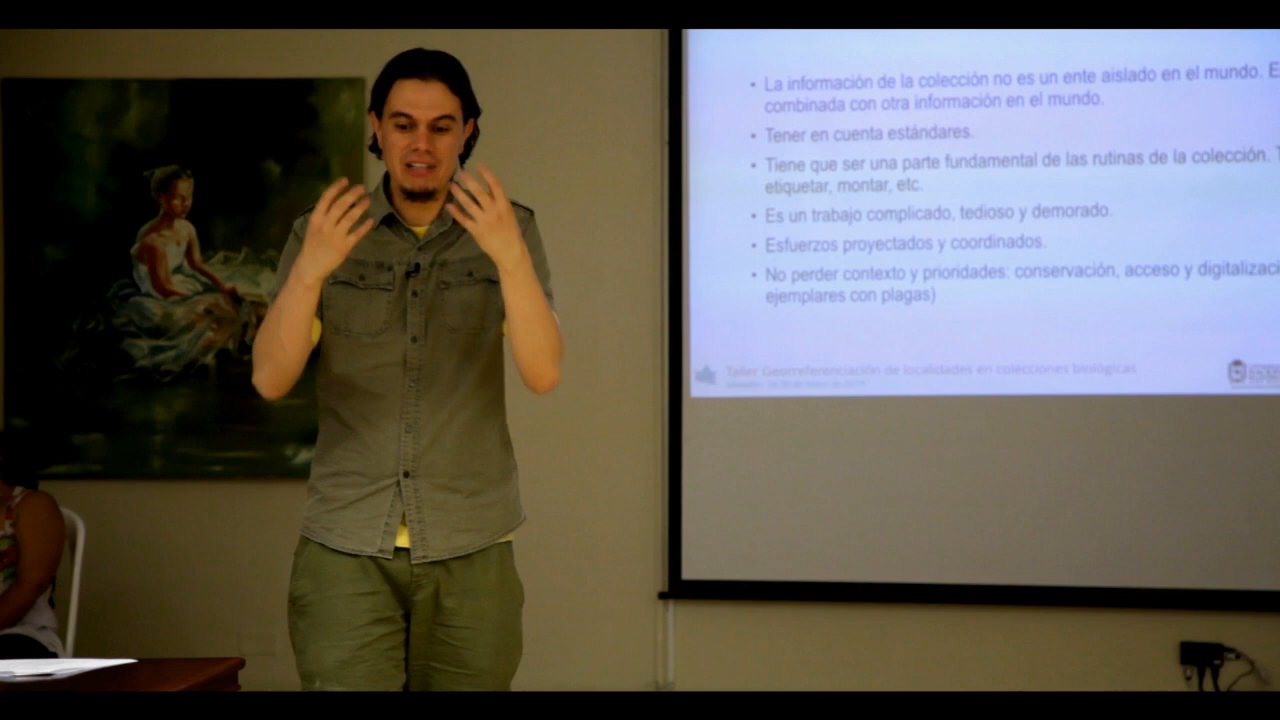 • La información de la colección no es un ente aislado en el mundo. E
combinada con otra información en el mundo.
• Tener en cuenta estándares.
• Tiene que ser una parte fundamental de las rutinas de la colección. T
etiquetar, montar, etc.
• Es un trabajo complicado, tedioso y demorado.
• Esfuerzos proyectados y coordinados.
• No perder contexto y prioridades: conservación, acceso y digitalizaci
ejemplares con plagas)
Taller Georreferenciación de localidades en colecciones biológicas